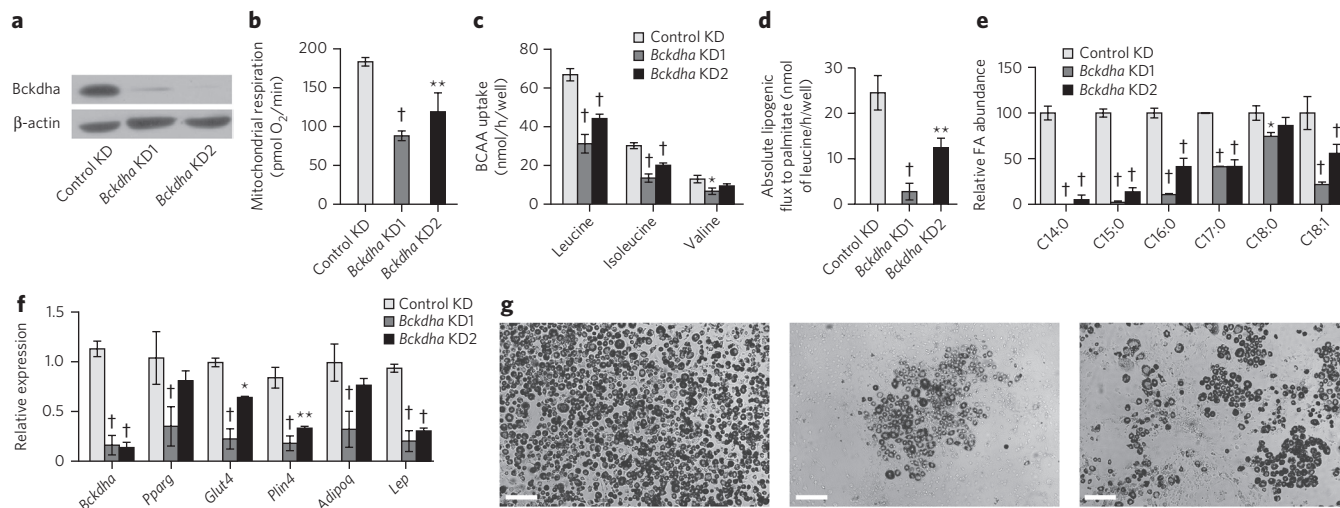 a
Bckdha
β-actin
Control KD
Bckdha KD1
Bckdha KD2
b
Mitochondrial respiration
(pmol O2/min)
200
150
100
50
0
†
**
Control KD
Bckdha KD1
Bckdha KD2
c
BCAA uptake
(nmol/h/well)
80
60
40
20
0
Control KD
Bckdha KD1
Bckdha KD2
†
†
†
†
*
Leucine
Isoleucine
Valine
d
Absolute lipogenic
flux to palmitate (nmol
of leucine/h/well)
30
20
10
0
†
**
Control KD
Bckdha KD1
Bckdha KD2
e
Relative FA abundance
150
100
50
0
Control KD
Bckdha KD1
Bckdha KD2
† †
† †
† †
† †
*
† †
C14:0
C15:0
C16:0
C17:0
C18:0
C18:1
f
Relative expression
1.5
1.0
0.5
0
Control KD
Bckdha KD1
Bckdha KD2
† †
†
† *
† **
†
† †
Bckdha
Pparg
Glut4
Plin4
Adipoq
Lep
g